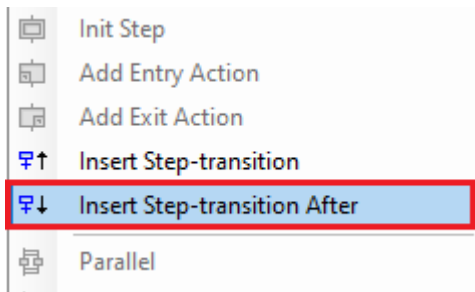 Init Step
Add Entry Action
Add Exit Action
Insert Step-transition
Insert Step-transition After
Parallel